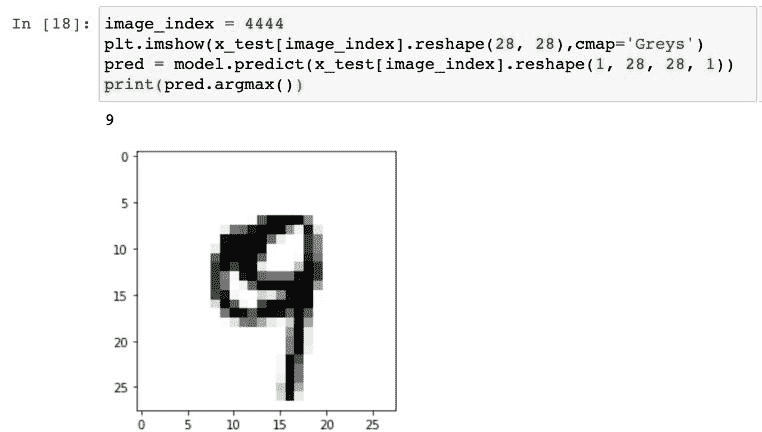 In [18]: image_index = 4444
plt.imshow(x_test[image_index].reshape(28, 28),cmap='Greys')
pred = model.predict(x_test[image_index].reshape(1, 28, 28, 1))
print(pred.argmax())
9
0
5
10
15
20
25
0 5 10 15 20 25